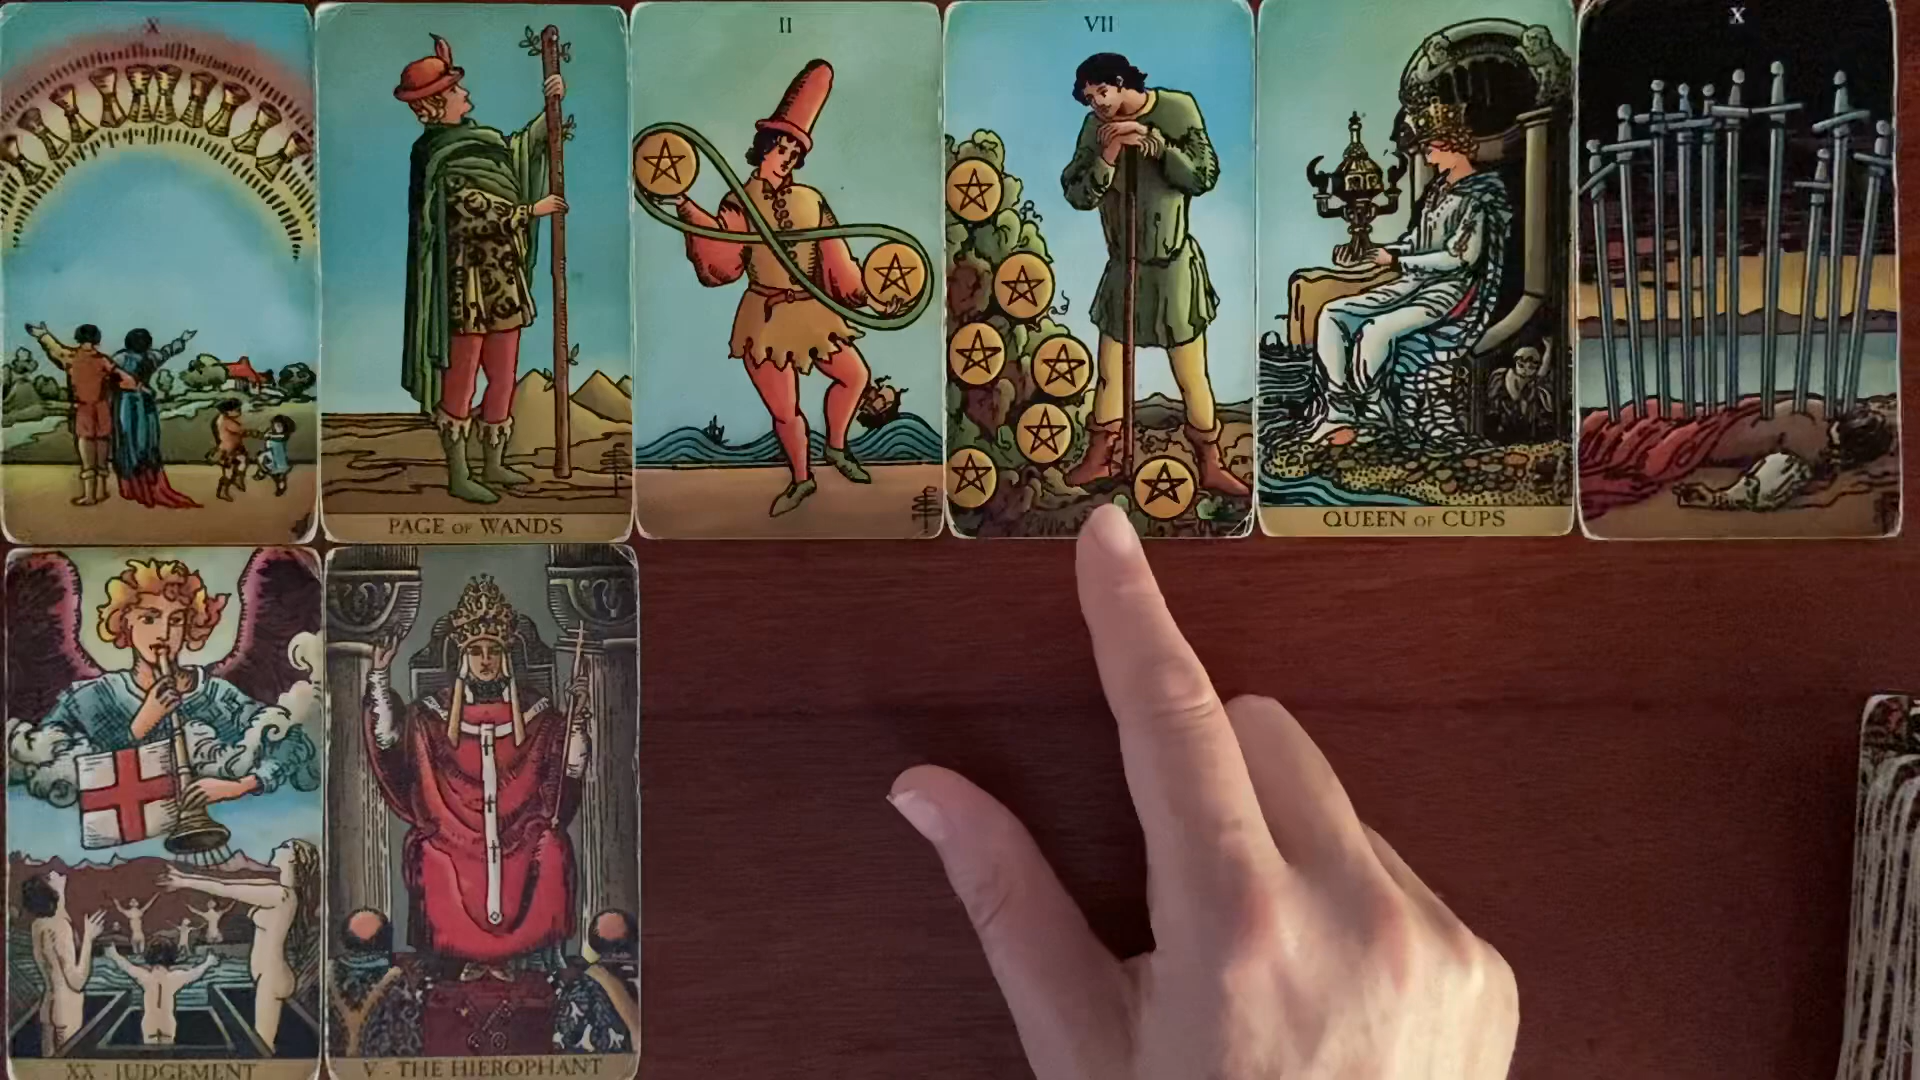 X
II
VII
X
PAGE OF WANDS
QUEEN OF CUPS
XX - JUDGEMENT
V - THE HIEROPHANT